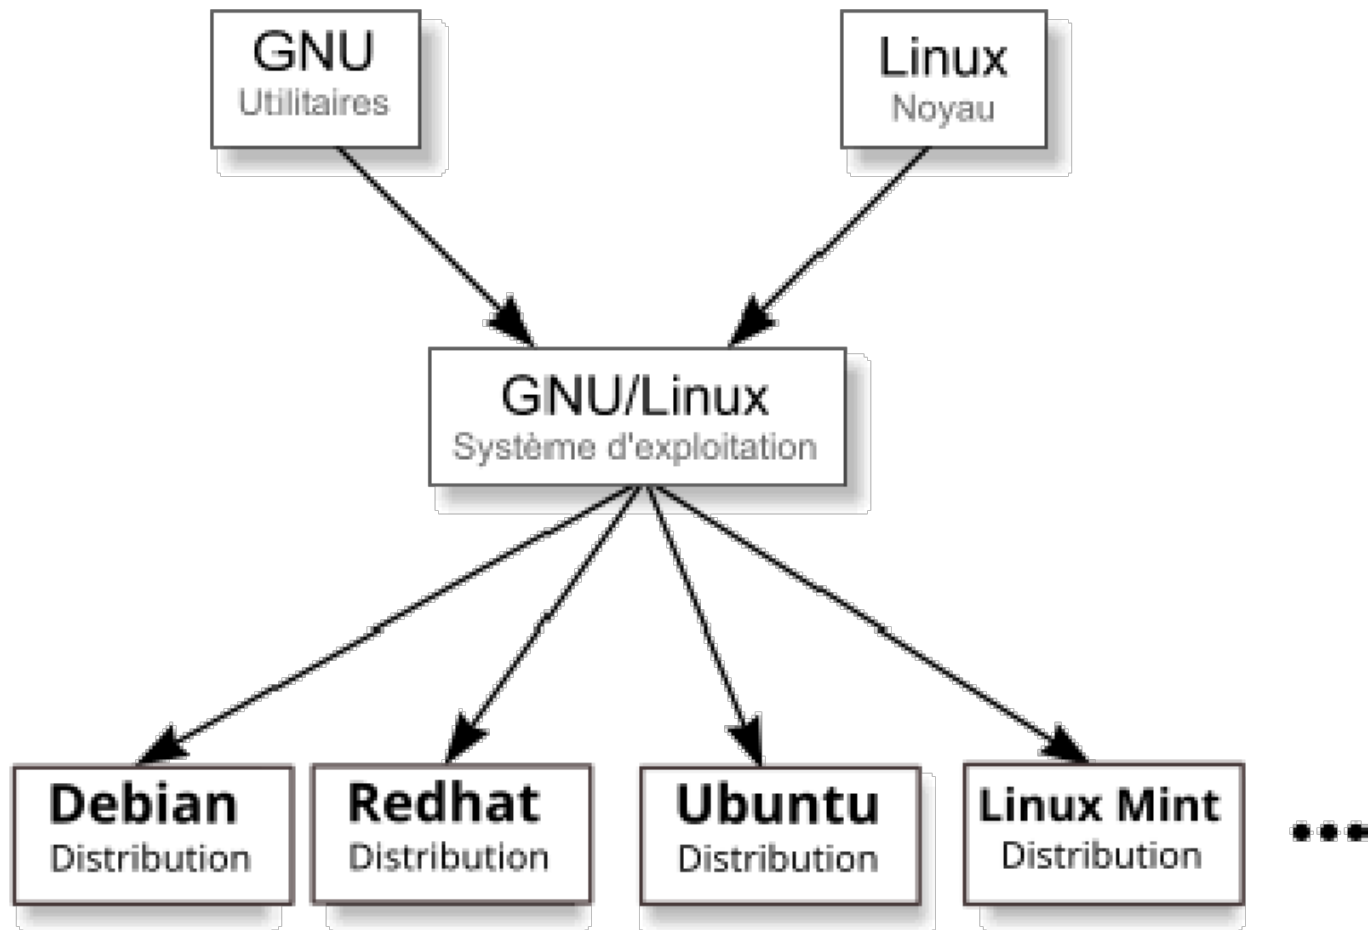 GNU
Utilitaires
Linux
Noyau
GNU/Linux
Système d'exploitation
Debian
Distribution
Redhat
Distribution
Ubuntu
Distribution
Linux Mint
Distribution
...